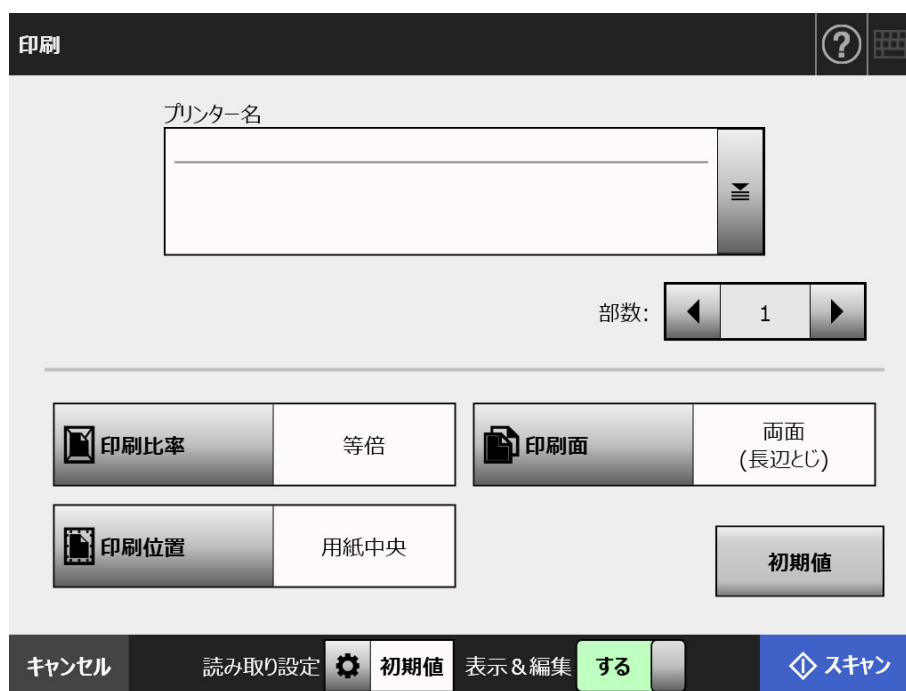 印刷
プリンター名
部数: 1
印刷比率 等倍
印刷面 両面
(長辺とじ)
印刷位置 用紙中央
初期値
キャンセル 読み取り設定 初期値 表示&編集 する スキャン